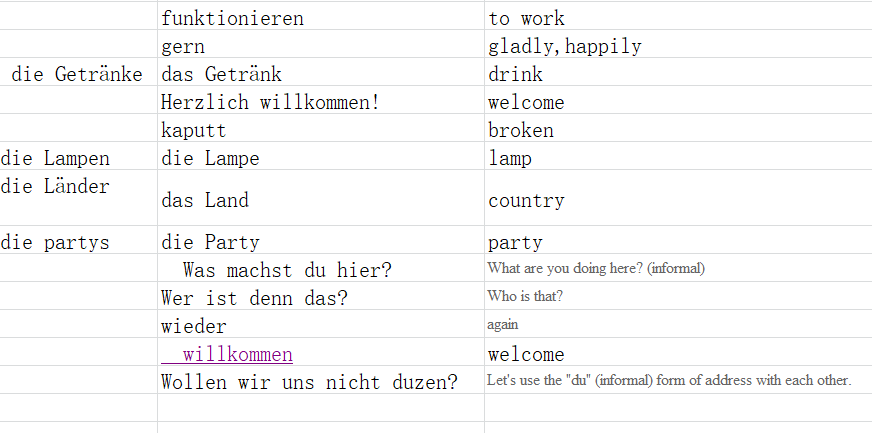 funktionieren to work
gern gladly,happily
die Getränke das Getränk drink
Herzlich willkommen! welcome
kaputt broken
die Lampen die Lampe lamp
die Länder das Land country
die partys die Party party
Was machst du hier? What are you doing here? (informal)
Wer ist denn das? Who is that?
wieder again
willkommen welcome
Wollen wir uns nicht duzen? Let's use the "du" (informal) form of address with each other.